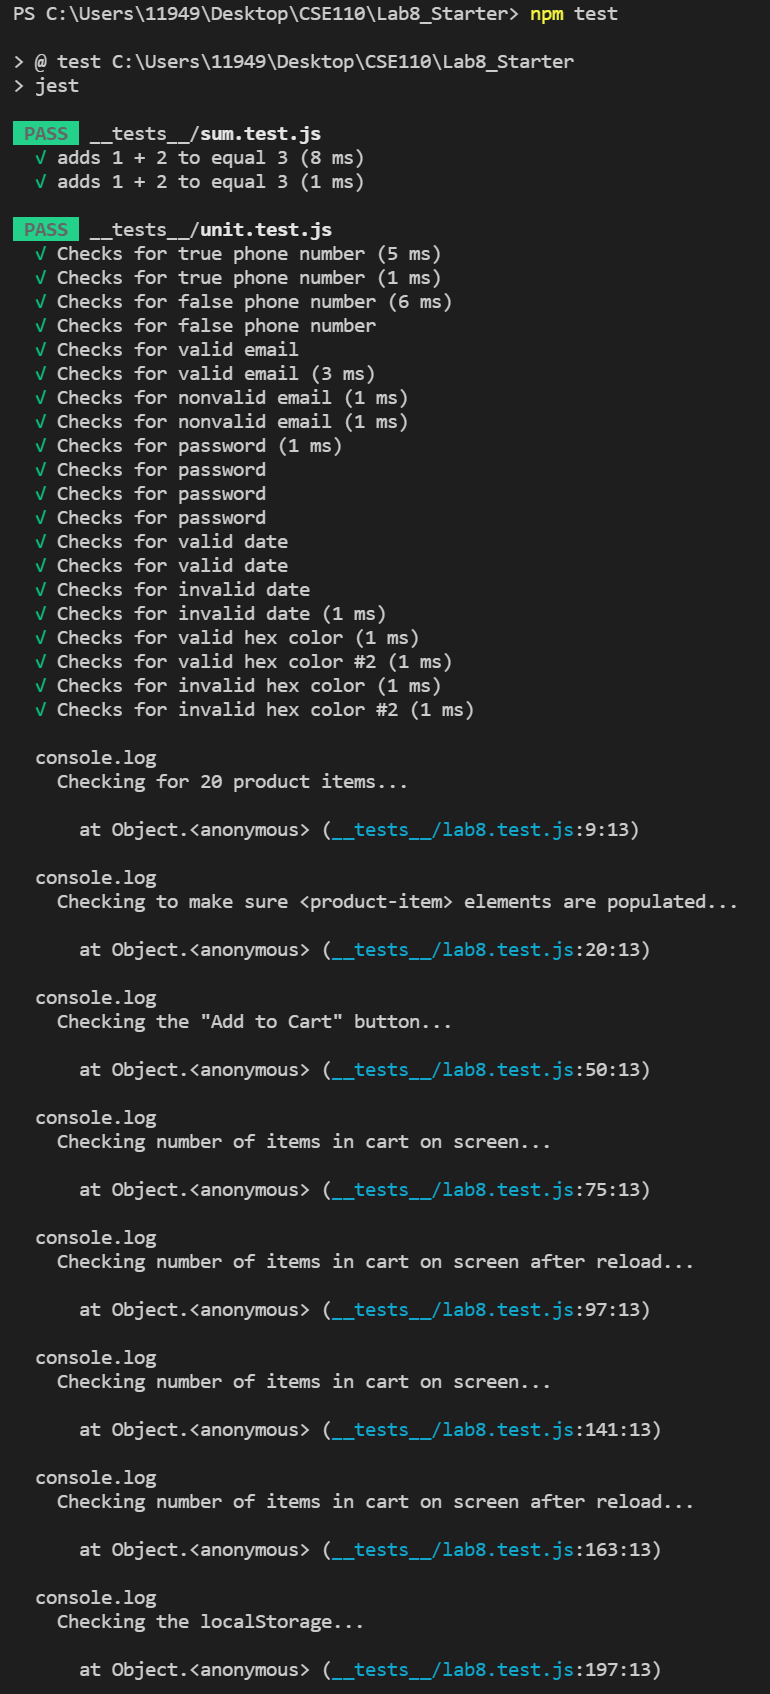 PS C:\Users\11949\Desktop\CSE110\Lab8_Starter> npm test
> @ test C:\Users\11949\Desktop\CSE110\Lab8_Starter
> jest
PASS __tests__/sum.test.js
√ adds 1 + 2 to equal 3 (8 ms)
√ adds 1 + 2 to equal 3 (1 ms)
PASS __tests__/unit.test.js
√ Checks for true phone number (5 ms)
√ Checks for true phone number (1 ms)
√ Checks for false phone number (6 ms)
√ Checks for false phone number
√ Checks for valid email
√ Checks for valid email (3 ms)
√ Checks for nonvalid email (1 ms)
√ Checks for nonvalid email (1 ms)
√ Checks for password (1 ms)
√ Checks for password
√ Checks for password
√ Checks for password
√ Checks for valid date
√ Checks for valid date
√ Checks for invalid date
√ Checks for invalid date (1 ms)
√ Checks for valid hex color (1 ms)
√ Checks for valid hex color #2 (1 ms)
√ Checks for invalid hex color (1 ms)
√ Checks for invalid hex color #2 (1 ms)
console.log
Checking for 20 product items...
at Object.<anonymous> (__tests__/lab8.test.js:9:13)
console.log
Checking to make sure <product-item> elements are populated...
at Object.<anonymous> (__tests__/lab8.test.js:20:13)
console.log
Checking the "Add to Cart" button...
at Object.<anonymous> (__tests__/lab8.test.js:50:13)
console.log
Checking number of items in cart on screen...
at Object.<anonymous> (__tests__/lab8.test.js:75:13)
console.log
Checking number of items in cart on screen after reload...
at Object.<anonymous> (__tests__/lab8.test.js:97:13)
console.log
Checking number of items in cart on screen...
at Object.<anonymous> (__tests__/lab8.test.js:141:13)
console.log
Checking number of items in cart on screen after reload...
at Object.<anonymous> (__tests__/lab8.test.js:163:13)
console.log
Checking the localStorage...
at Object.<anonymous> (__tests__/lab8.test.js:197:13)